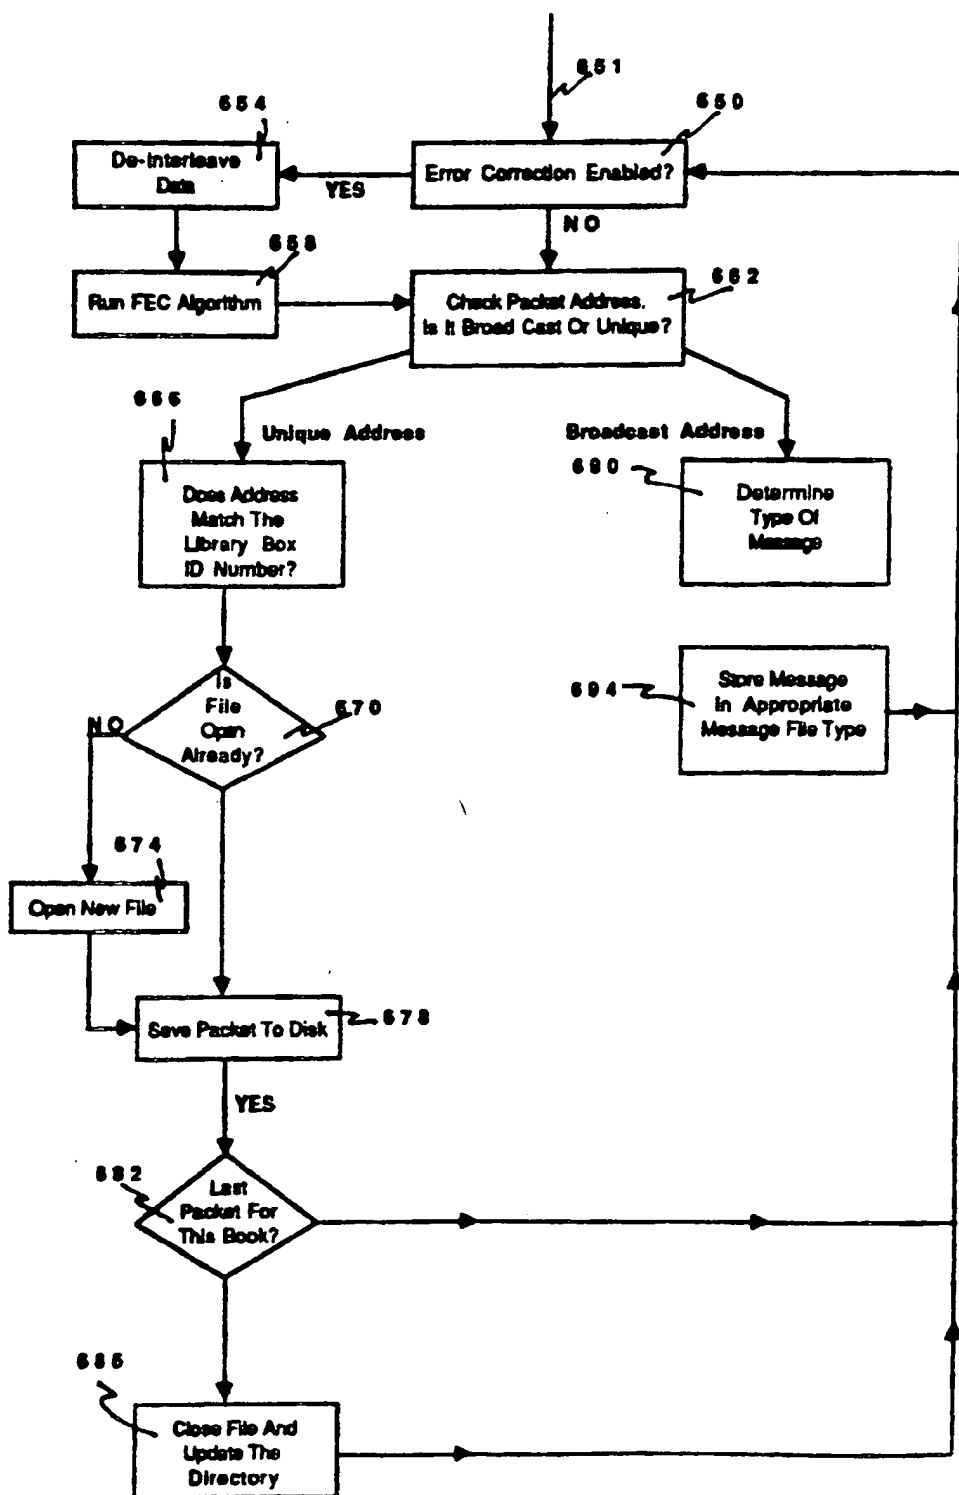 651
654
650
De-Interleave
Data
YES
Error Correction Enabled?
NO
658
662
Run FEC Algorithm
Check Packet Address.
Is It Broad Cast Or Unique?
666
Unique Address
Broadcast Address
690
Does Address
Match The
Library Box
ID Number?
Determine
Type Of
Message
Is
File
Open
Already?
670
NO
694
Store Message
In Appropriate
Message File Type
674
Open New File
Save Packet To Disk
678
YES
682
Last
Packet For
This Book?
686
Close File And
Update The
Directory